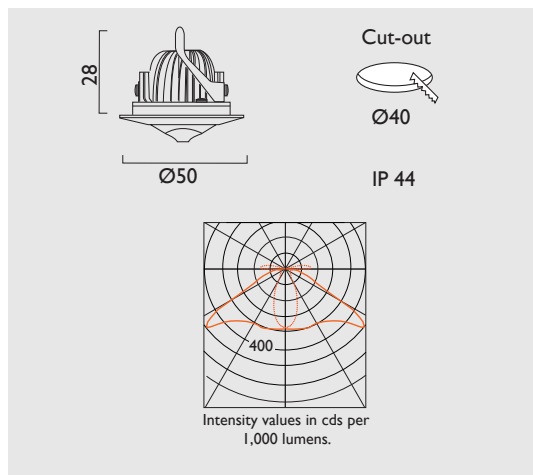 28
Cut-out
Ø40
Ø50
IP 44
400
Intensity values in cds per
1,000 lumens.